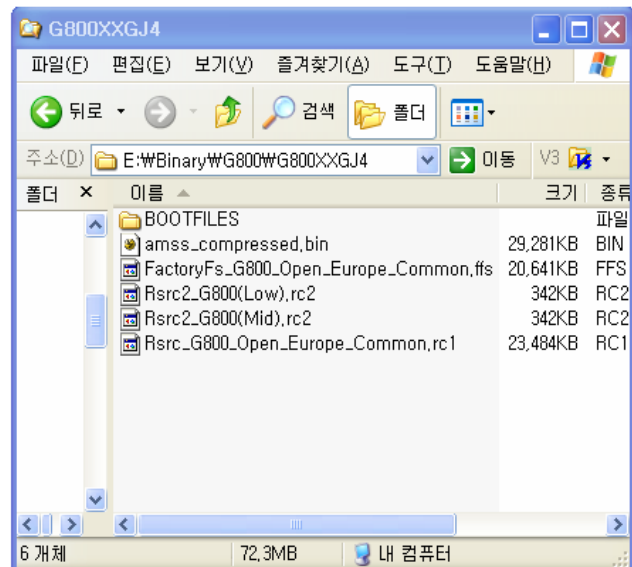 G800XXGJ4
파일(F) 편집(E) 보기(V) 즐겨찾기(A) 도구(T) 도움말(H)
뒤로 검색 폴더
주소(D) E:₩Binary₩G800₩G800XXGJ4 이동 V3
폴더 × 이름 크기 종류
BOOTFILES 파일
amss_compressed,bin 29,281KB BIN
FactoryFs_G800_Open_Europe_Common,ffs 20,641KB FFS
Rsrc2_G800(Low),rc2 342KB RC2
Rsrc2_G800(Mid),rc2 342KB RC2
Rsrc_G800_Open_Europe_Common,rc1 23,484KB RC1
6 개체 72,3MB 내 컴퓨터